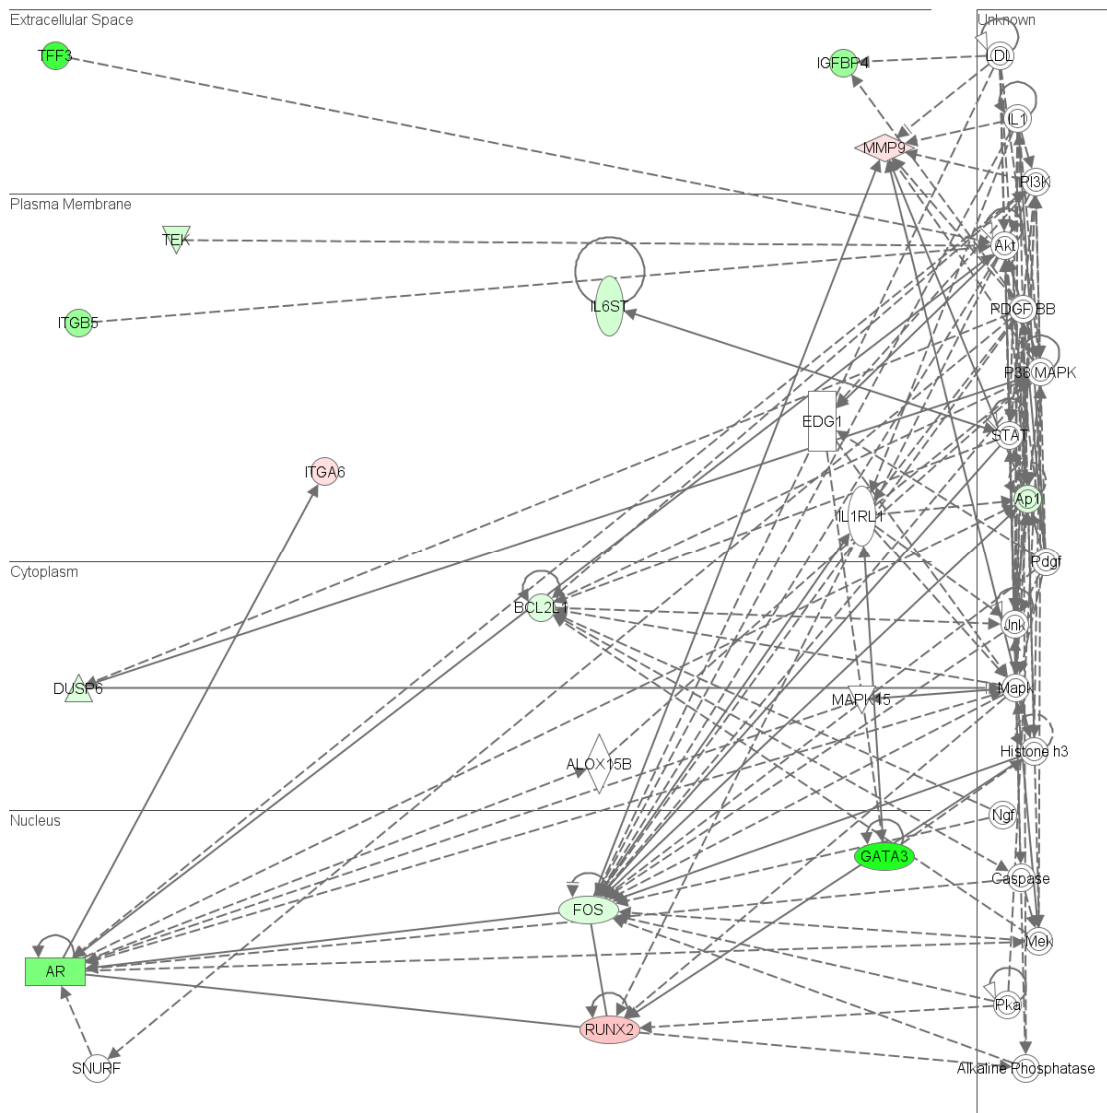 Extracellular Space
Unknown
TFF3
IGFBP4
LDL
IL1
MMP9
PI3K
Plasma Membrane
TEK
Akt
IL6ST
PDGF BB
ITGB5
P38 MAPK
EDG1
STAT
ITGA6
Ap1
IL1RL1
Pdgf
Cytoplasm
BCL2L1
Jnk
DUSP6
Mapk
MAPK15
Histone h3
ALOX15B
Nucleus
Ngf
GATA3
Caspase
FOS
Mek
AR
Pka
RUNX2
SNURF
Alkaline Phosphatase